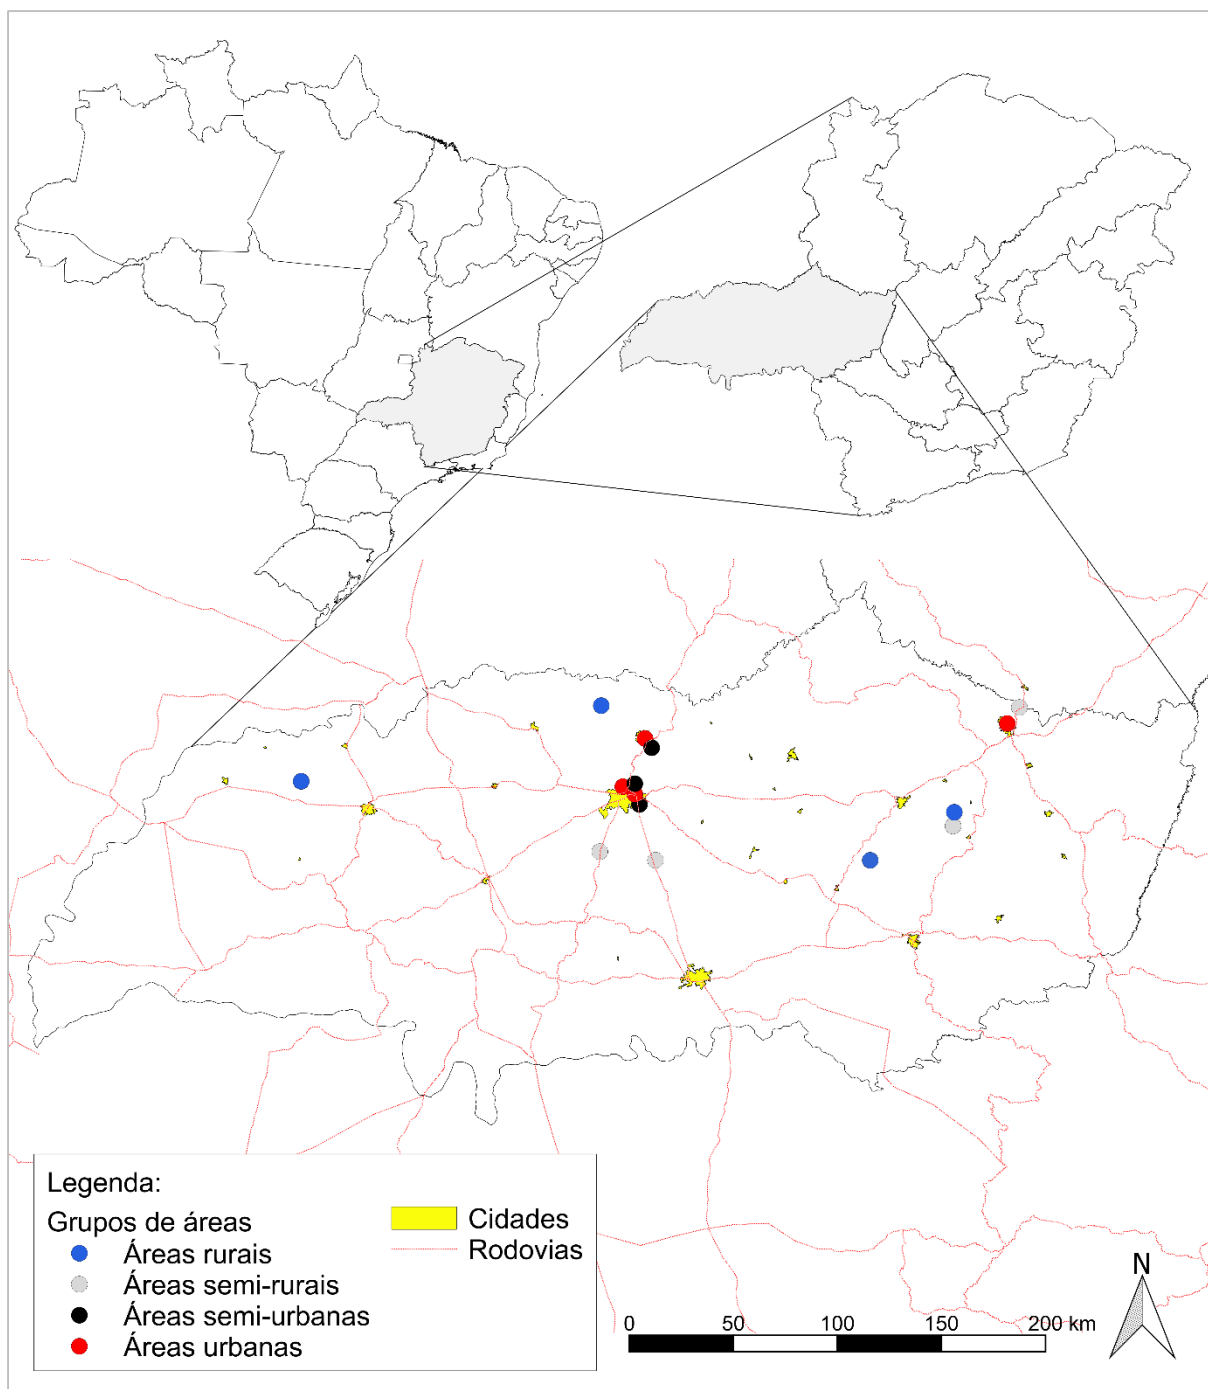 Legenda:
Grupos de áreas
Áreas rurais
Áreas semi-rurais
Áreas semi-urbanas
Áreas urbanas
Cidades
Rodovias
0 50 100 150 200 km
N